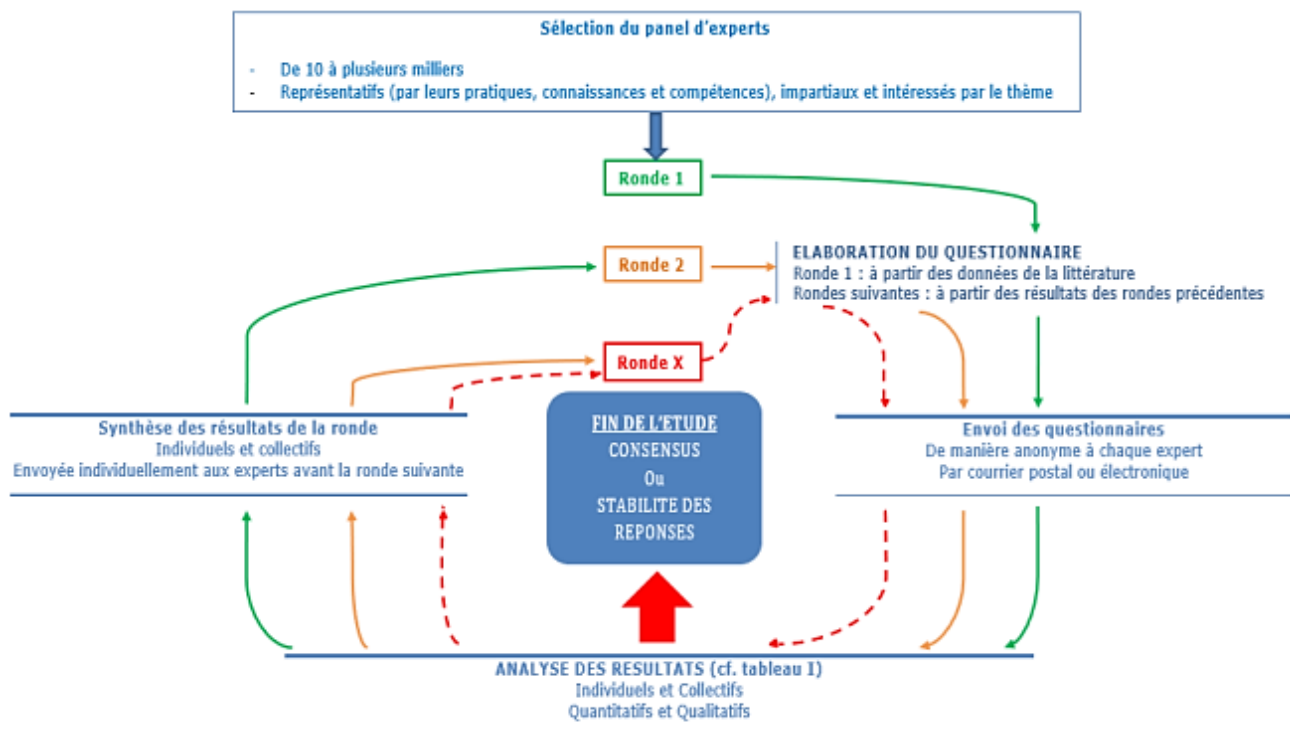 Sélection du panel d'experts
- De 10 à plusieurs milliers
- Représentatifs (par leurs pratiques, connaissances et compétences), impartiaux et intéressés par le thème
Ronde 1
Ronde 2
ELABORATION DU QUESTIONNAIRE
Ronde 1 : à partir des données de la littérature
Rondes suivantes : à partir des résultats des rondes précédentes
Ronde X
Synthèse des résultats de la ronde
Individuels et collectifs
Envoyée individuellement aux experts avant la ronde suivante
FIN DE L'ETUDE
CONSENSUS
Ou
STABILITE DES
REPONSES
Envoi des questionnaires
De manière anonyme à chaque expert
Par courrier postal ou électronique
ANALYSE DES RESULTATS (cf. tableau I)
Individuels et Collectifs
Quantitatifs et Qualitatifs